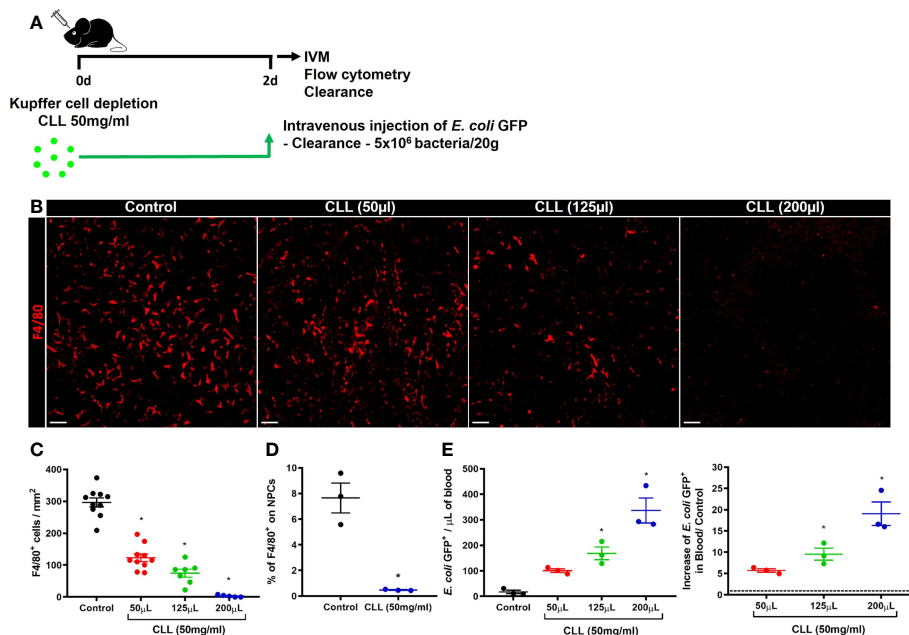 A
0d
2d
IVM
Flow cytometry
Clearance
Kupffer cell depletion
CLL 50mg/ml
Intravenous injection of E. coli GFP
- Clearance - 5x10⁶ bacteria/20g
B
Control
CLL (50µl)
CLL (125µl)
CLL (200µl)
F4/80
C
F4/80⁺ cells / mm²
500
400
300
200
100
0
*
*
*
Control
50µL
125µL
200µL
CLL (50mg/ml)
D
% of F4/80⁺ on NPCs
10
8
6
4
2
0
*
Control
CLL (50mg/ml)
E
E. coli GFP⁺ / µL of blood
500
400
300
200
100
0
*
*
Control
50µL
125µL
200µL
CLL (50mg/ml)
Increase of E. coli GFP⁺
in Blood/ Control
30
25
20
15
10
5
0
*
*
50µL
125µL
200µL
CLL (50mg/ml)